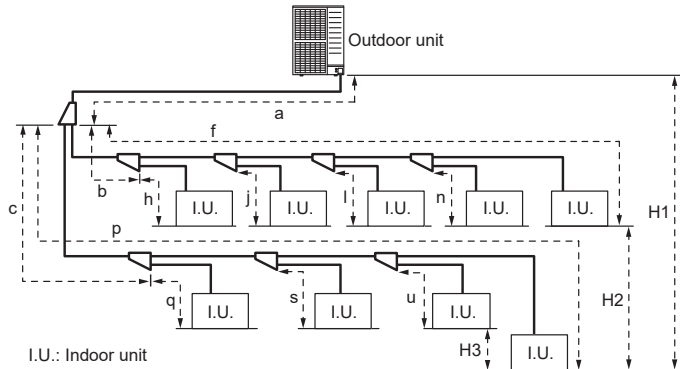 Outdoor unit
a
f
b
h
I.U.
j
I.U.
l
I.U.
n
I.U.
I.U.
H1
c
p
q
I.U.
s
I.U.
u
I.U.
H2
H3
I.U.
I.U.: Indoor unit